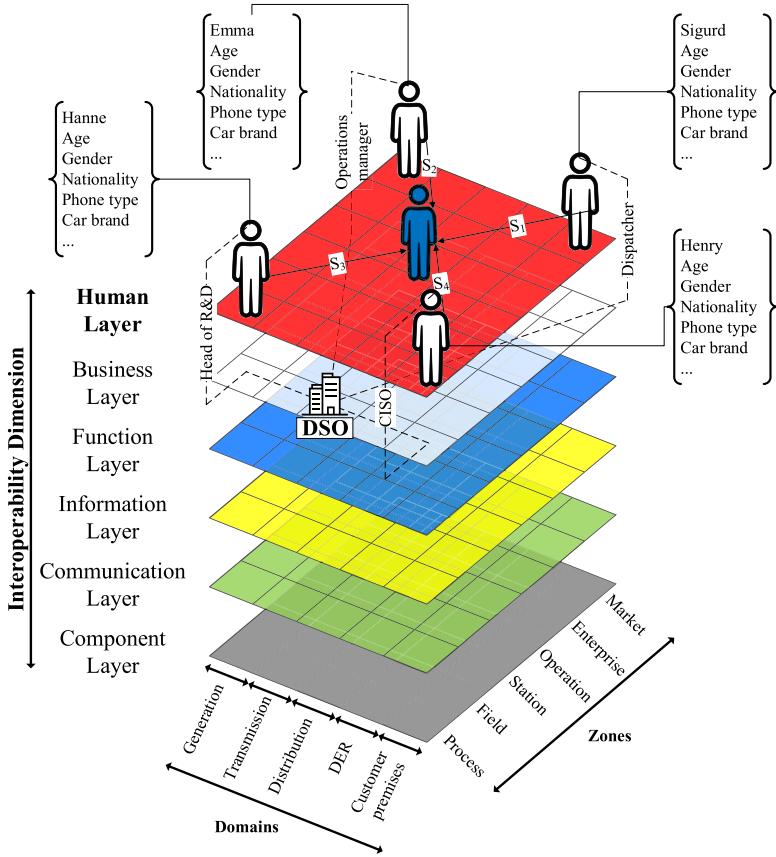 Emma
Age
Gender
Nationality
Phone type
Car brand
...
Sigurd
Age
Gender
Nationality
Phone type
Car brand
...
Hanne
Age
Gender
Nationality
Phone type
Car brand
...
Operations
manager
S2
S1
S3
S4
Dispatcher
Henry
Age
Gender
Nationality
Phone type
Car brand
...
Head of R&D
CISO
DSO
Interoperability Dimension
Human
Layer
Business
Layer
Function
Layer
Information
Layer
Communication
Layer
Component
Layer
Generation
Transmission
Distribution
DER
Customer
premises
Domains
Process
Field
Station
Operation
Enterprise
Market
Zones